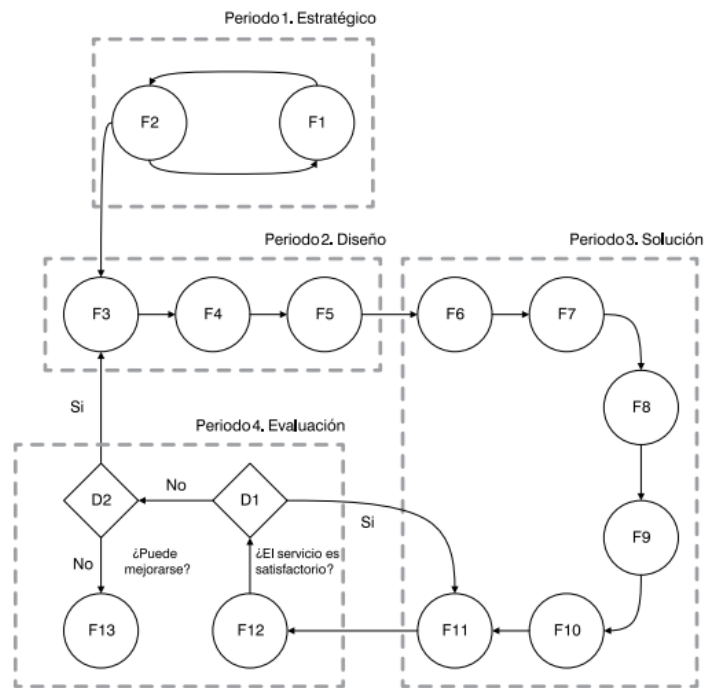 Periodo 1. Estratégico
F2
F1
Periodo 2. Diseño
Periodo 3. Solución
F3
F4
F5
F6
F7
Si
F8
Periodo 4. Evaluación
D2
No
D1
Si
F9
No
¿Puede
mejorarse?
¿El servicio es
satisfactorio?
F13
F12
F11
F10